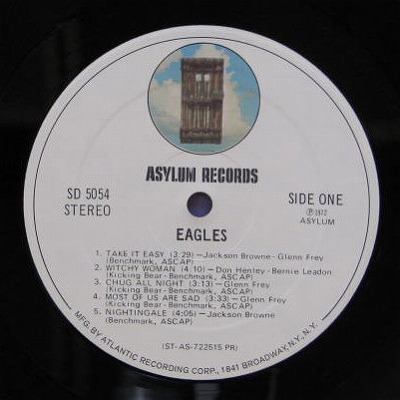 ASYLUM RECORDS
SD 5054
STEREO
SIDE ONE
℗ 1972
ASYLUM
EAGLES
1. TAKE IT EASY (3:29) — Jackson Browne - Glenn Frey
(Benchmark, ASCAP)
2. WITCHY WOMAN (4:10) — Don Henley - Bernie Leadon
(Kicking Bear - Benchmark, ASCAP)
3. CHUG ALL NIGHT (3:13) — Glenn Frey
(Kicking Bear - Benchmark, ASCAP)
4. MOST OF US ARE SAD (3:33) — Glenn Frey
(Kicking Bear - Benchmark, ASCAP)
5. NIGHTINGALE (4:05) — Jackson Browne
(Benchmark, ASCAP)
(ST-AS-722515 PR)
MFG. BY ATLANTIC RECORDING CORP., 1841 BROADWAY, N.Y., N.Y.